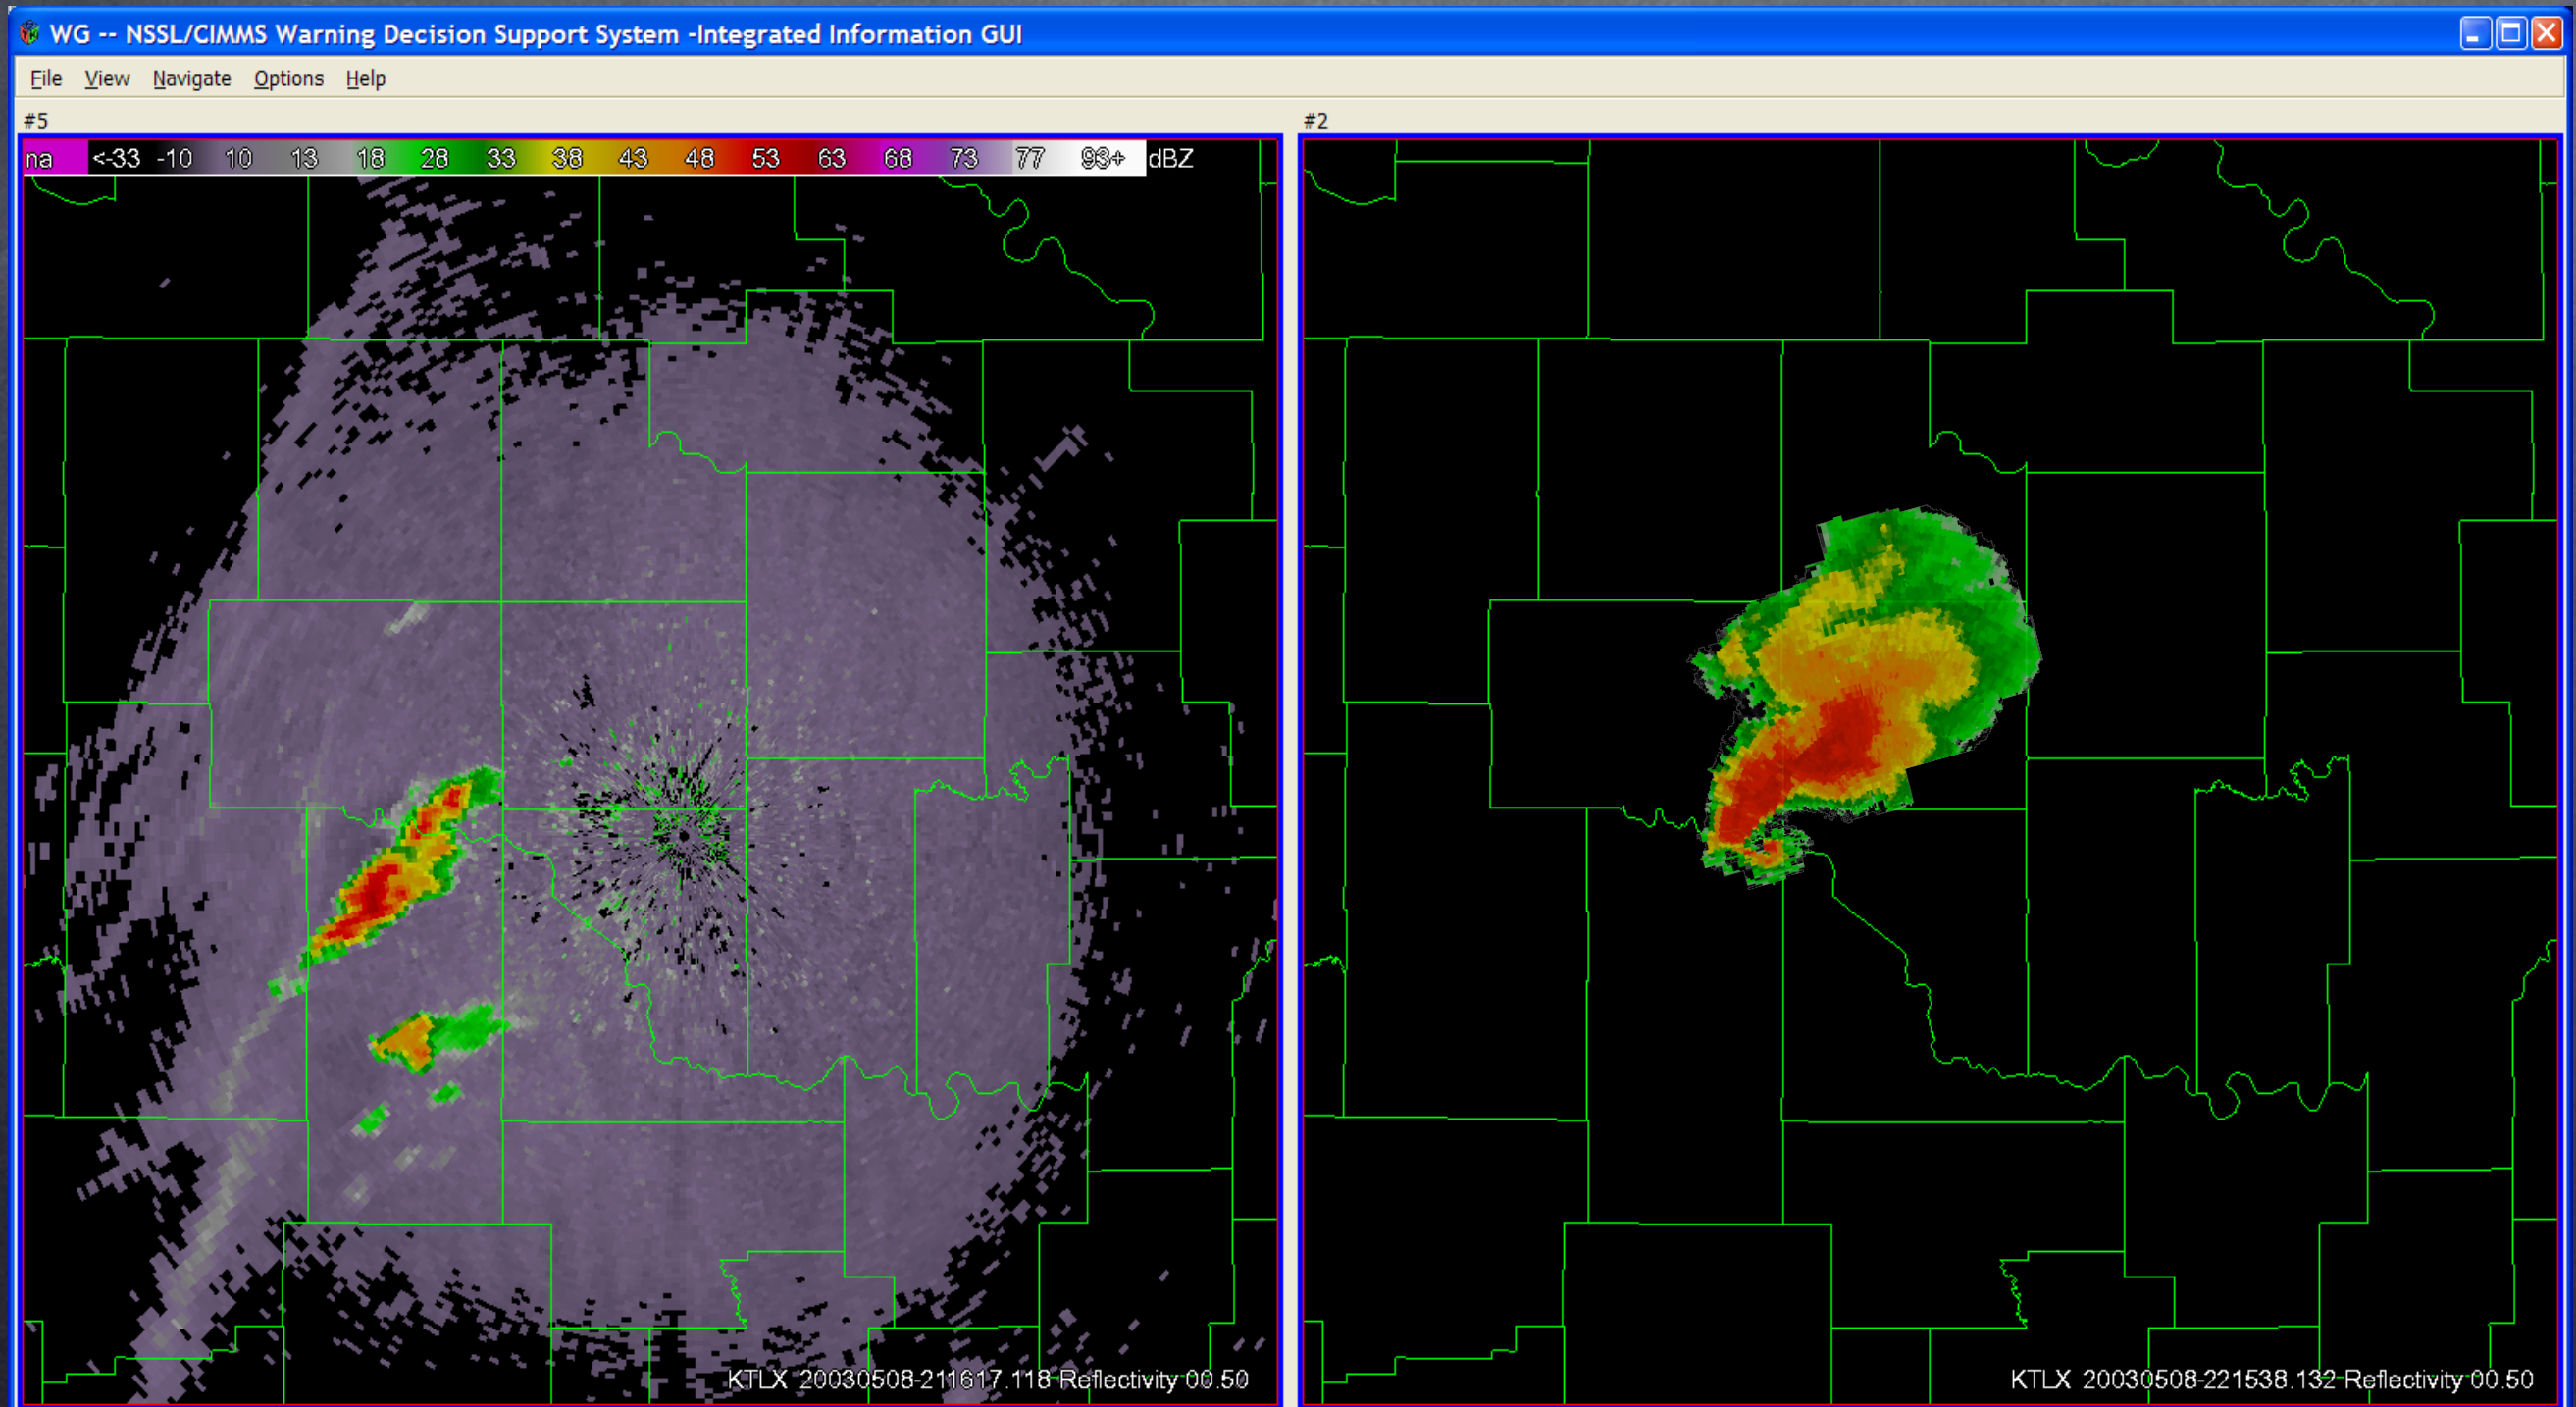 WG -- NSSL/CIMMS Warning Decision Support System -Integrated Information GUI
File View Navigate Options Help
#5
#2
na <-33 -10 10 13 18 28 33 38 43 48 53 63 68 73 77 93+ dBZ
KTLX 20030508-211617.118 Reflectivity 00.50
KTLX 20030508-221538.132 Reflectivity 00.50